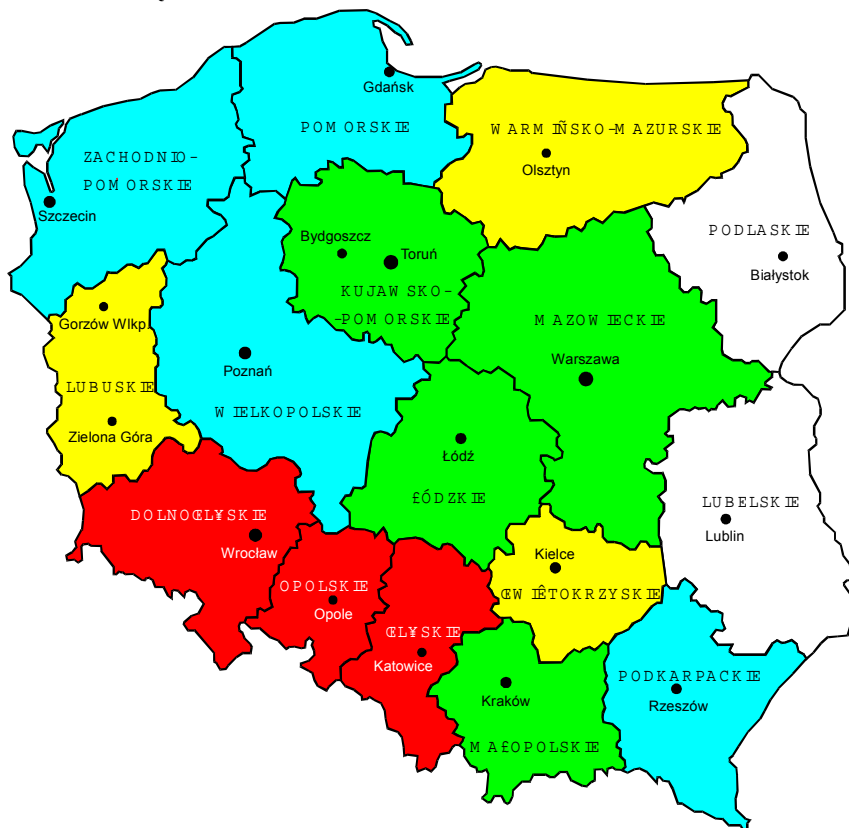 Gdańsk
POMORSKIE
WARMIÑSKO-MAZURSKIE
Olsztyn
ZACHODNIO-
POMORSKIE
Szczecin
Bydgoszcz
Toruń
KUJAWSKO-
-POMORSKIE
PODLASKIE
Białystok
Gorzów Wlkp.
LUBUSKIE
Zielona Góra
Poznań
WIELKOPOLSKIE
MAZOWIECKIE
Warszawa
Łódź
£ÓDZKIE
DOLNOŒL¥SKIE
Wrocław
LUBELSKIE
Lublin
OPOLSKIE
Opole
Kielce
ŒWIÊTOKRZYSKIE
ŒL¥SKIE
Katowice
Kraków
MA£OPOLSKIE
PODKARPACKIE
Rzeszów